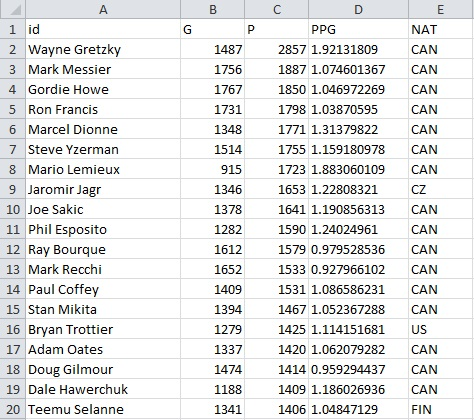 A B C D E
1 id G P PPG NAT
2 Wayne Gretzky 1487 2857 1.92131809 CAN
3 Mark Messier 1756 1887 1.074601367 CAN
4 Gordie Howe 1767 1850 1.046972269 CAN
5 Ron Francis 1731 1798 1.03870595 CAN
6 Marcel Dionne 1348 1771 1.31379822 CAN
7 Steve Yzerman 1514 1755 1.159180978 CAN
8 Mario Lemieux 915 1723 1.883060109 CAN
9 Jaromir Jagr 1346 1653 1.22808321 CZ
10 Joe Sakic 1378 1641 1.190856313 CAN
11 Phil Esposito 1282 1590 1.24024961 CAN
12 Ray Bourque 1612 1579 0.979528536 CAN
13 Mark Recchi 1652 1533 0.927966102 CAN
14 Paul Coffey 1409 1531 1.086586231 CAN
15 Stan Mikita 1394 1467 1.052367288 CAN
16 Bryan Trottier 1279 1425 1.114151681 US
17 Adam Oates 1337 1420 1.062079282 CAN
18 Doug Gilmour 1474 1414 0.959294437 CAN
19 Dale Hawerchuk 1188 1409 1.186026936 CAN
20 Teemu Selanne 1341 1406 1.04847129 FIN